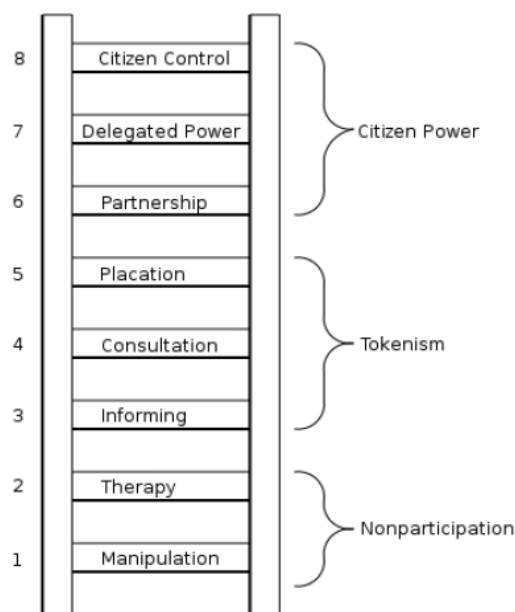 8 Citizen Control
7 Delegated Power
Citizen Power
6 Partnership
5 Placation
4 Consultation
Tokenism
3 Informing
2 Therapy
Nonparticipation
1 Manipulation